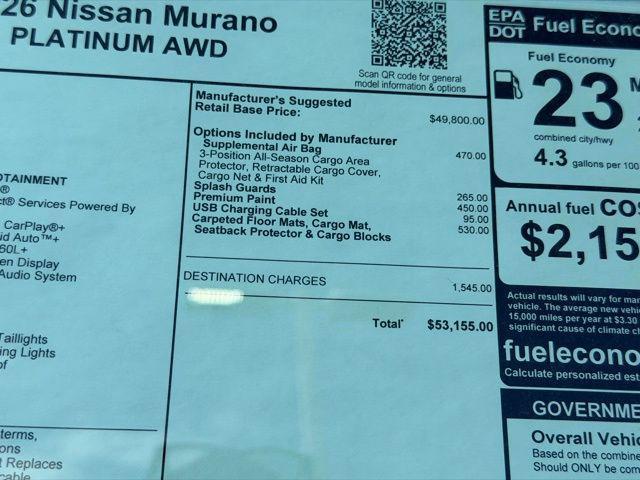 26 Nissan Murano
PLATINUM AWD
Scan QR code for general
model information & options
TAINMENT
®
® Services Powered By
CarPlay®+
Auto™+
60L+
Display
Audio System
Taillights
Lights
of
terms,
Replaces
Manufacturer's Suggested
Retail Base Price: $49,800.00
Options Included by Manufacturer
Supplemental Air Bag
3-Position All-Season Cargo Area 470.00
Protector, Retractable Cargo Cover,
Cargo Net & First Aid Kit
Splash Guards 265.00
Premium Paint 450.00
USB Charging Cable Set 95.00
Carpeted Floor Mats, Cargo Mat, 530.00
Seatback Protector & Cargo Blocks
DESTINATION CHARGES 1,545.00
Total* $53,155.00
EPA
DOT
Fuel Econo
Fuel Economy
23 M
combined city/hwy
4.3 gallons per 100
Annual fuel COS
$2,15
Actual results will vary for
vehicle. The average new vehi
15,000 miles per year at $3.30
significant cause of climate
fuelecono
Calculate personalized est
GOVERNME
Overall Vehic
Based on the combine
Should ONLY be com